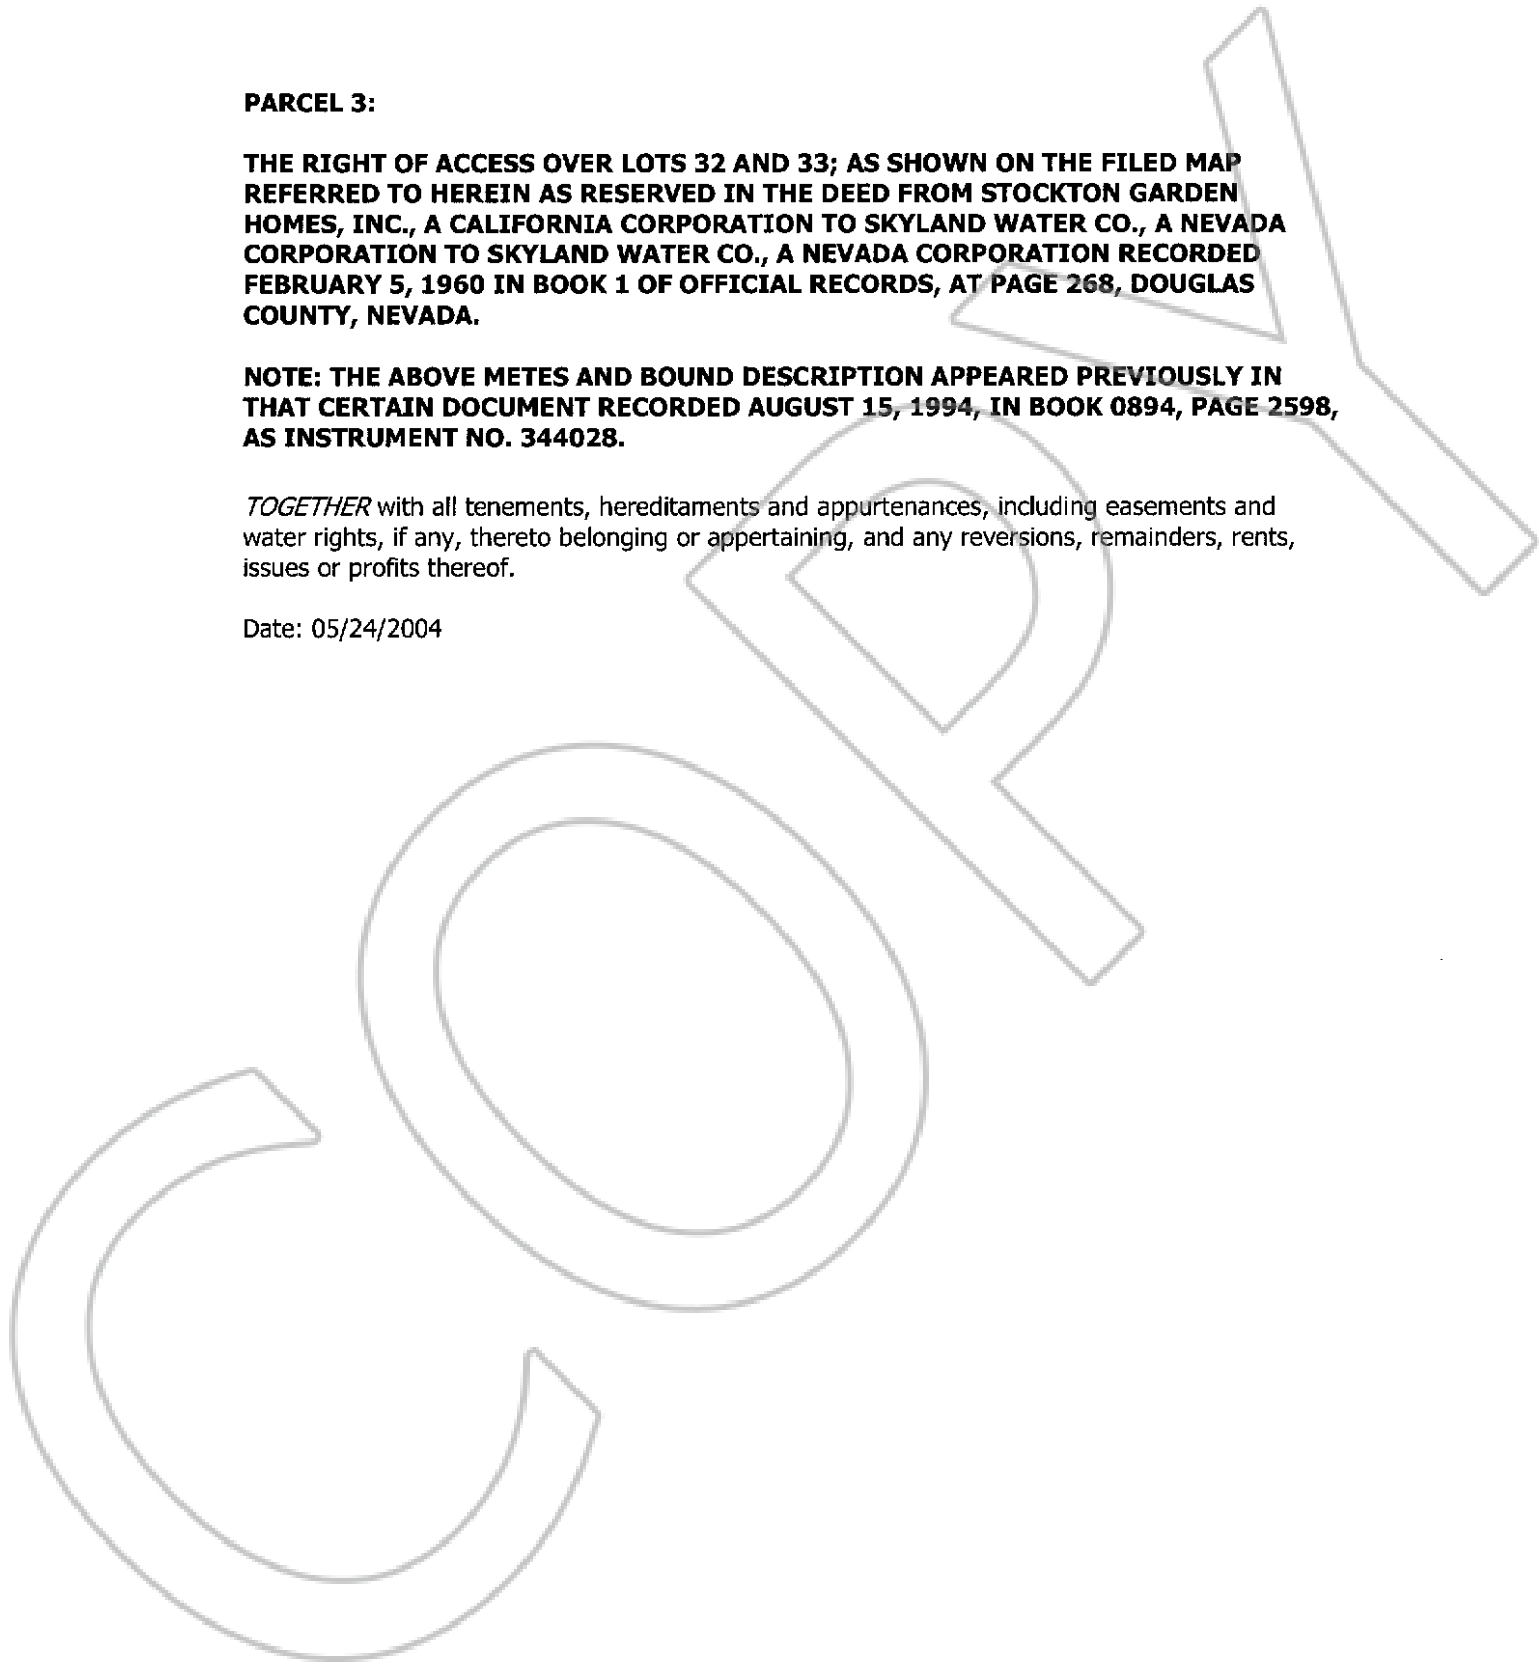 PARCEL 3:
THE RIGHT OF ACCESS OVER LOTS 32 AND 33; AS SHOWN ON THE FILED MAP
REFERRED TO HEREIN AS RESERVED IN THE DEED FROM STOCKTON GARDEN
HOMES, INC., A CALIFORNIA CORPORATION TO SKYLAND WATER CO., A NEVADA
CORPORATION TO SKYLAND WATER CO., A NEVADA CORPORATION RECORDED
FEBRUARY 5, 1960 IN BOOK 1 OF OFFICIAL RECORDS, AT PAGE 268, DOUGLAS
COUNTY, NEVADA.
NOTE: THE ABOVE METES AND BOUND DESCRIPTION APPEARED PREVIOUSLY IN
THAT CERTAIN DOCUMENT RECORDED AUGUST 15, 1994, IN BOOK 0894, PAGE 2598,
AS INSTRUMENT NO. 344028.
TOGETHER with all tenements, hereditaments and appurtenances, including easements and
water rights, if any, thereto belonging or appertaining, and any reversions, remainders, rents,
issues or profits thereof.
Date: 05/24/2004
COPY